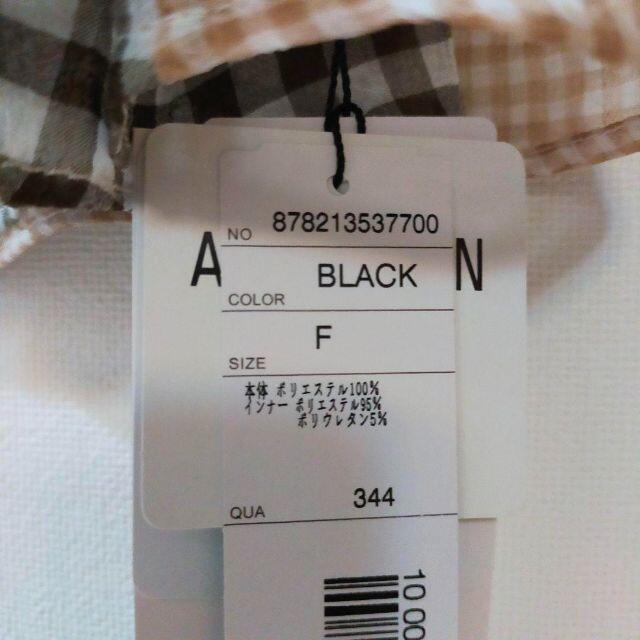 NO 878213537700
A N
COLOR BLACK
SIZE F
本体 ポリエステル100%
インナー ポリエステル95%
ポリウレタン5%
QUA 344
10 00